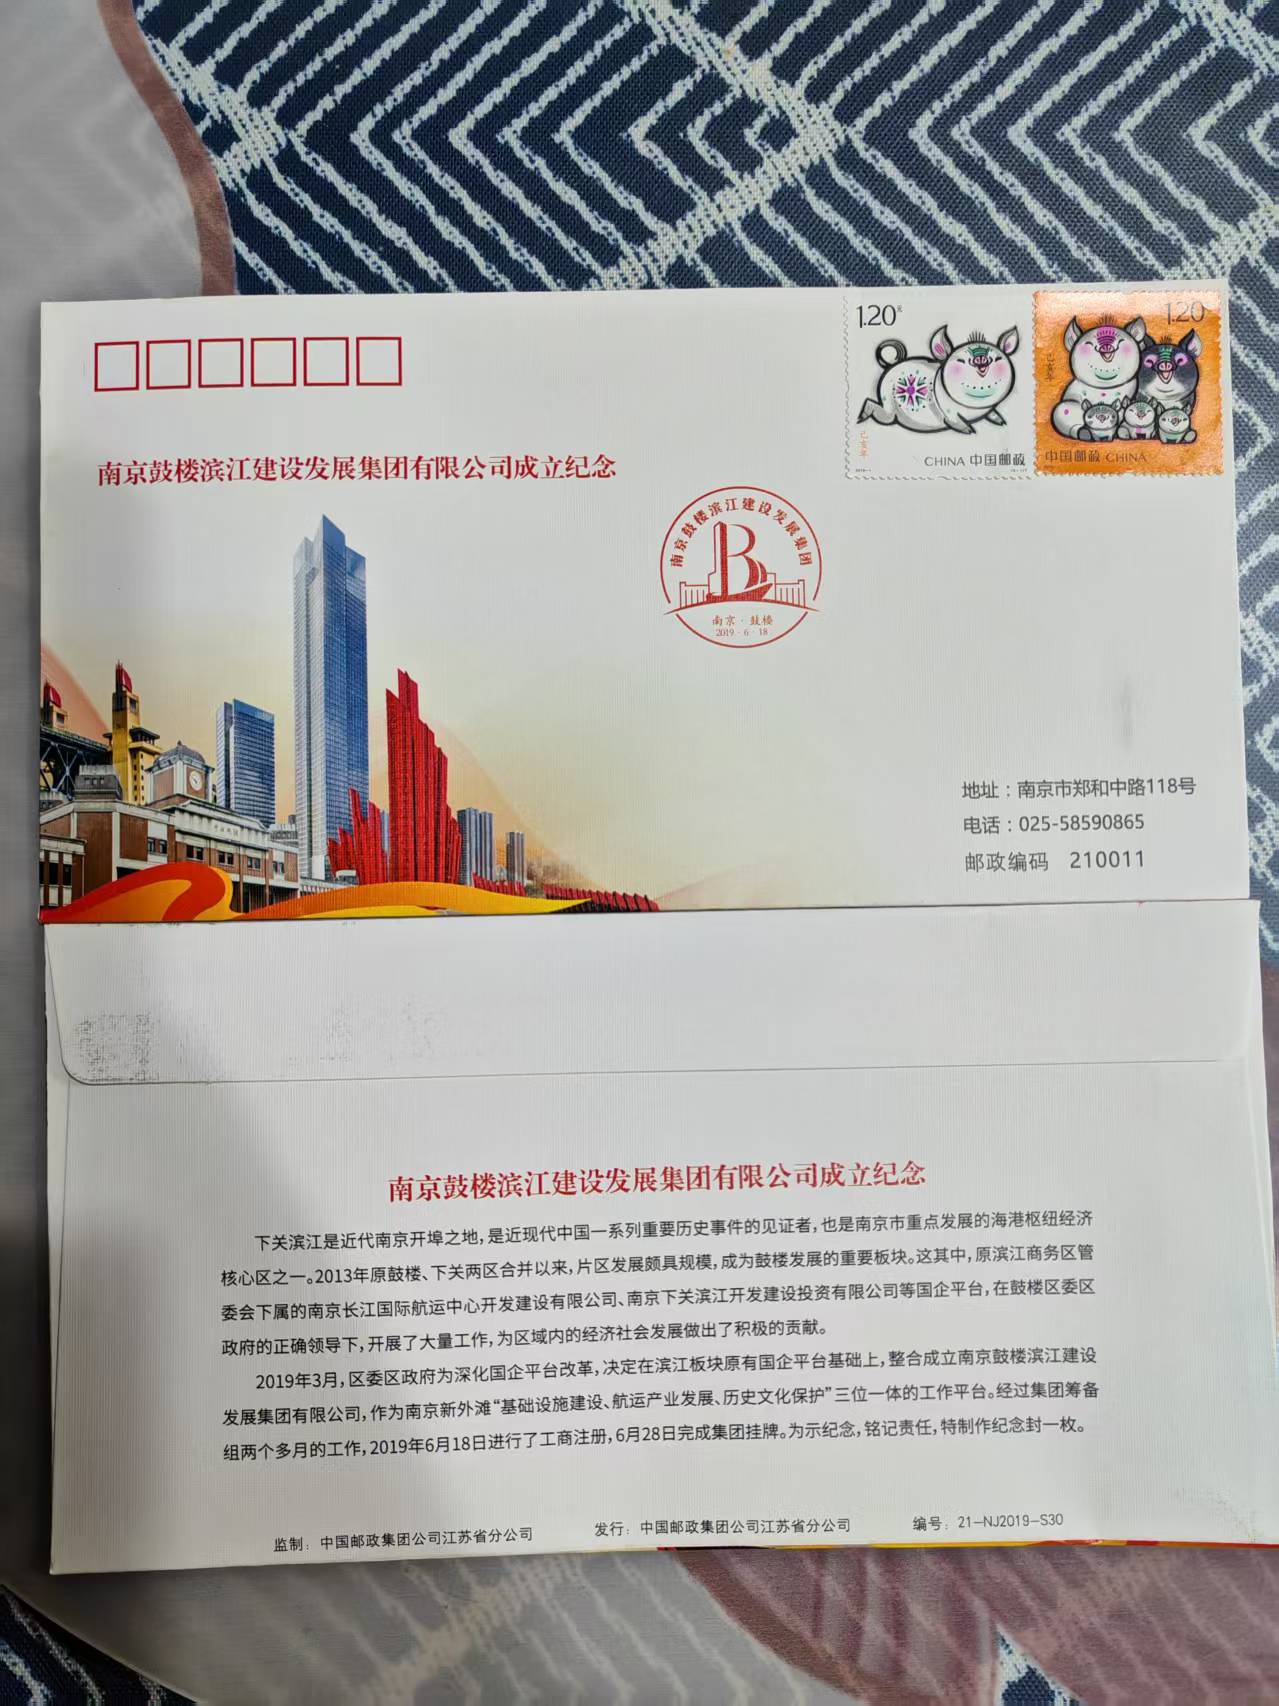 1.20元
己亥年
CHINA 中国邮政
1.20
己亥年
中国邮政 CHINA
南京鼓楼滨江建设发展集团有限公司成立纪念
南京鼓楼滨江建设发展集团
南京·鼓楼
2019·6·18
地址：南京市郑和中路118号
电话：025-58590865
邮政编码 210011
南京鼓楼滨江建设发展集团有限公司成立纪念
下关滨江是近代南京开埠之地，是近现代中国一系列重要历史事件的见证者，也是南京市重点发展的海港枢纽经济
核心区之一。2013年原鼓楼、下关两区合并以来，片区发展颇具规模，成为鼓楼发展的重要板块。这其中，原滨江商务区管
委会下属的南京长江国际航运中心开发建设有限公司、南京下关滨江开发建设投资有限公司等国企平台，在鼓楼区委区
政府的正确领导下，开展了大量工作，为区域内的经济社会发展做出了积极的贡献。
2019年3月，区委区政府为深化国企平台改革，决定在滨江板块原有国企平台基础上，整合成立南京鼓楼滨江建设
发展集团有限公司，作为南京新外滩“基础设施建设、航运产业发展、历史文化保护”三位一体的工作平台。经过集团筹备
组两个多月的工作，2019年6月18日进行了工商注册，6月28日完成集团挂牌。为示纪念，铭记责任，特制作纪念封一枚。
监制：中国邮政集团公司江苏省分公司
发行：中国邮政集团公司江苏省分公司
编号：21-NJ2019-S30